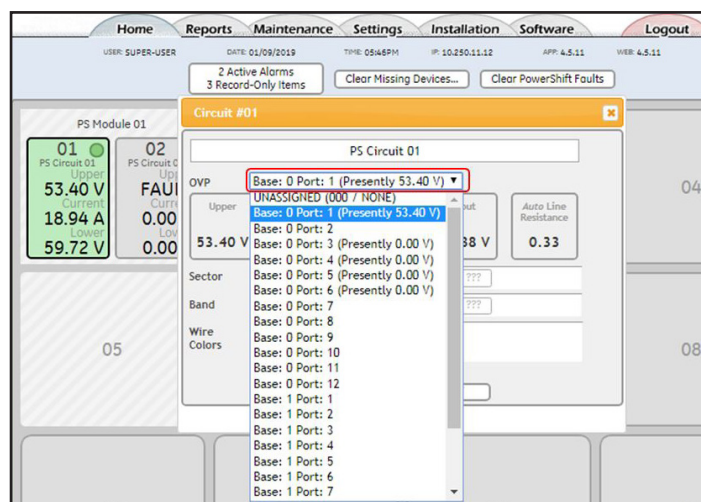 Home Reports Maintenance Settings Installation Software Logout
USER: SUPER-USER DATE: 01/09/2019 TIME: 05:46PM IP: 10.250.11.12 APP: 4.5.11 WEB: 4.5.11
2 Active Alarms
3 Record-Only Items
Clear Missing Devices... Clear PowerShift Faults
PS Module 01
01
PS Circuit 01
Upper
53.40 V
Current
18.94 A
Lower
59.72 V
02
PS Circuit 0
Upp
FAUL
Curr
0.00
Low
0.00
Circuit #01
PS Circuit 01
OVP Base: 0 Port: 1 (Presently 53.40 V)
Upper
53.40 V
38 V
Auto Line
Resistance
0.33
Sector ???
Band ???
Wire
Colors
UNASSIGNED (000 / NONE)
Base: 0 Port: 1 (Presently 53.40 V)
Base: 0 Port: 2
Base: 0 Port: 3 (Presently 0.00 V)
Base: 0 Port: 4 (Presently 0.00 V)
Base: 0 Port: 5 (Presently 0.00 V)
Base: 0 Port: 6 (Presently 0.00 V)
Base: 0 Port: 7
Base: 0 Port: 8
Base: 0 Port: 9
Base: 0 Port: 10
Base: 0 Port: 11
Base: 0 Port: 12
Base: 1 Port: 1
Base: 1 Port: 2
Base: 1 Port: 3
Base: 1 Port: 4
Base: 1 Port: 5
Base: 1 Port: 6
Base: 1 Port: 7
04
05
08